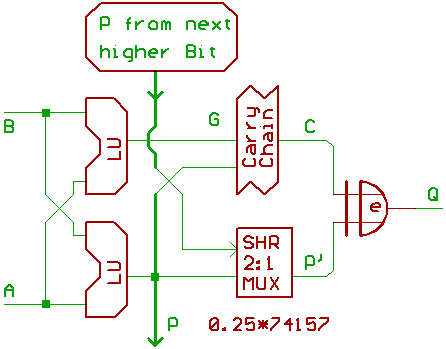 P from next
higher Bit
B
LU
G
Carry
Chain
C
Q
e
A
LU
SHR
2:1
MUX
P'
P
0.25*74157